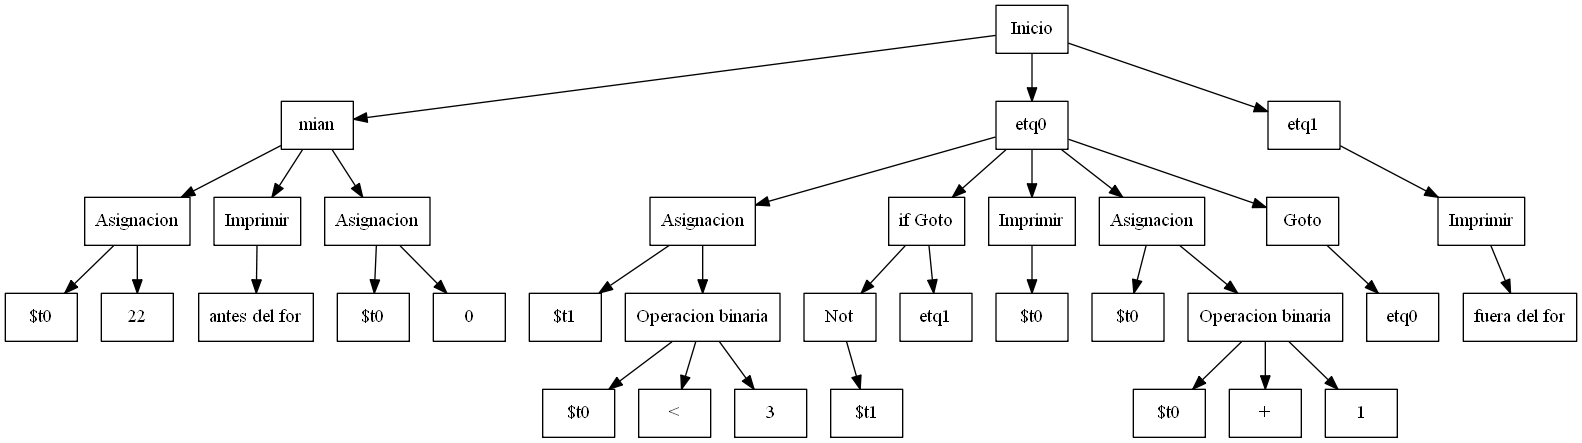 Inicio
mian
etq0
etq1
Asignacion
Imprimir
Asignacion
Asignacion
if Goto
Imprimir
Asignacion
Goto
Imprimir
$t0
22
antes del for
$t0
0
$t1
Operacion binaria
Not
etq1
$t0
$t0
Operacion binaria
etq0
fuera del for
$t0
<
3
$t1
$t0
+
1